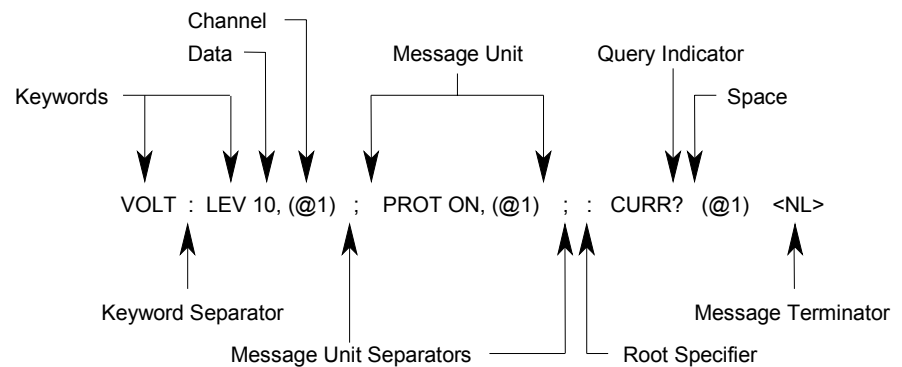 Channel
Data
Message Unit
Query Indicator
Keywords
Space
VOLT : LEV 10, (@1) ; PROT ON, (@1) ; : CURR? (@1) <NL>
Keyword Separator
Message Terminator
Message Unit Separators
Root Specifier